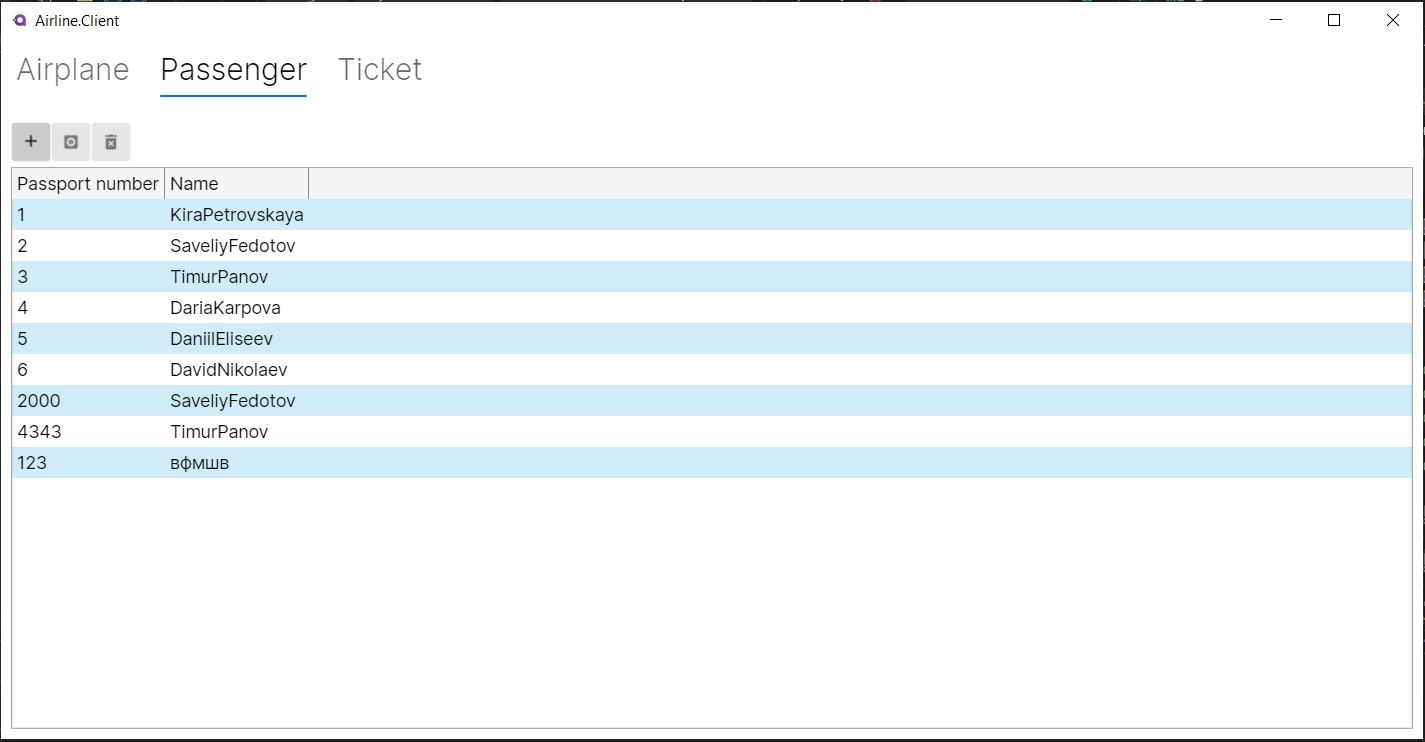 Airline.Client
Airplane Passenger Ticket
Passport number Name
1 KiraPetrovskaya
2 SaveliyFedotov
3 TimurPanov
4 DariaKarpova
5 DaniilEliseev
6 DavidNikolaev
2000 SaveliyFedotov
4343 TimurPanov
123 вфмшв